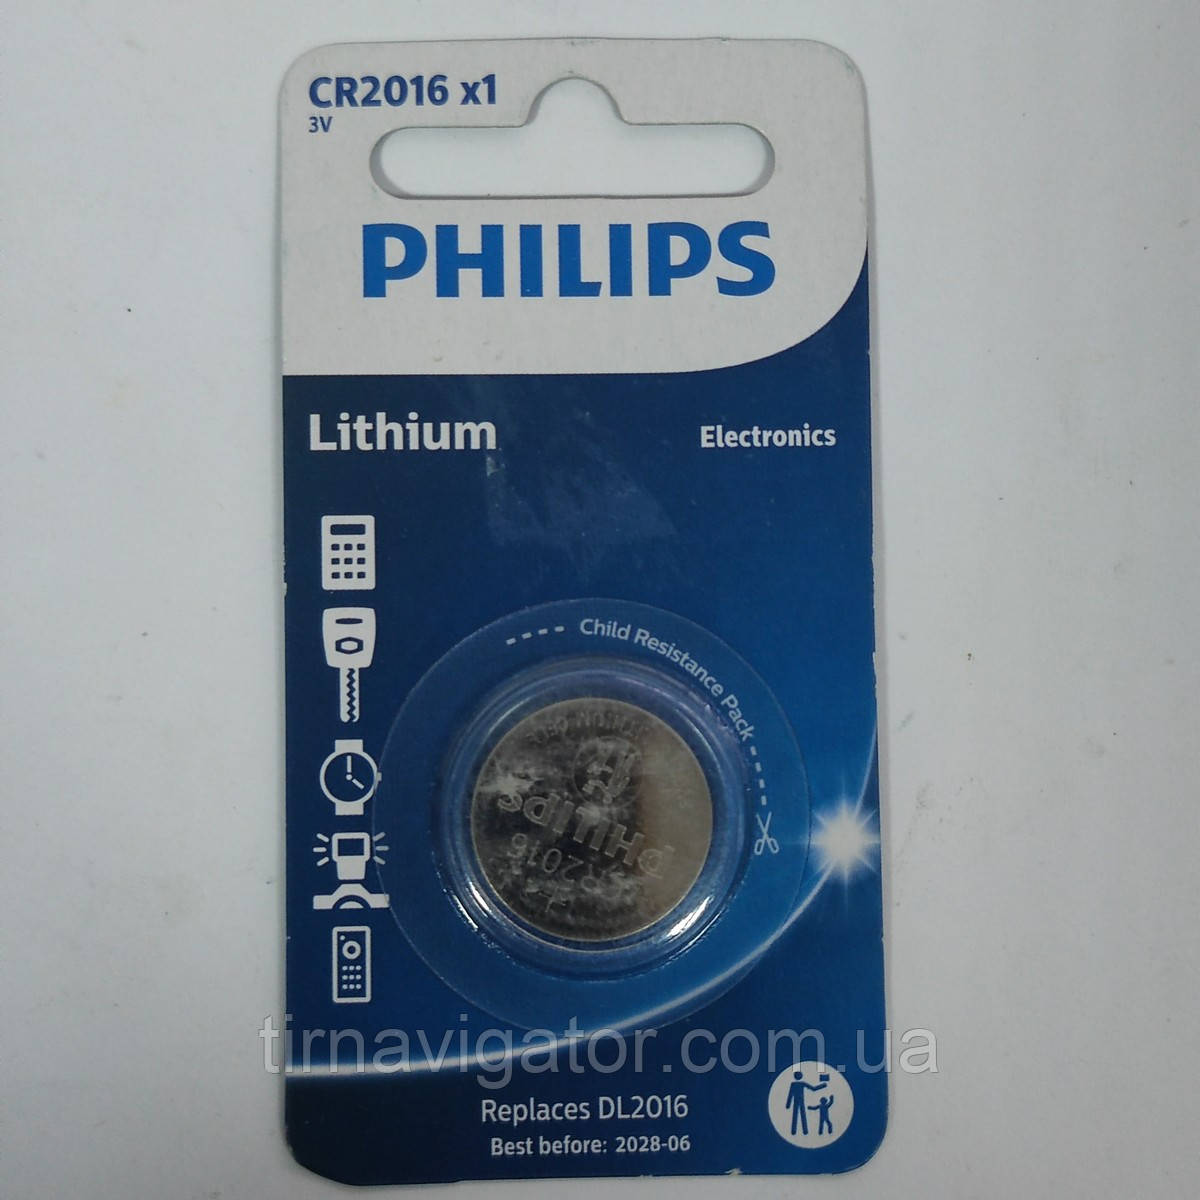 CR2016 x1
3V
PHILIPS
Lithium
Electronics
Child Resistance Pack
PHILIPS
CR2016
+
tirnavigator.com.ua
Replaces DL2016
Best before: 2028-06